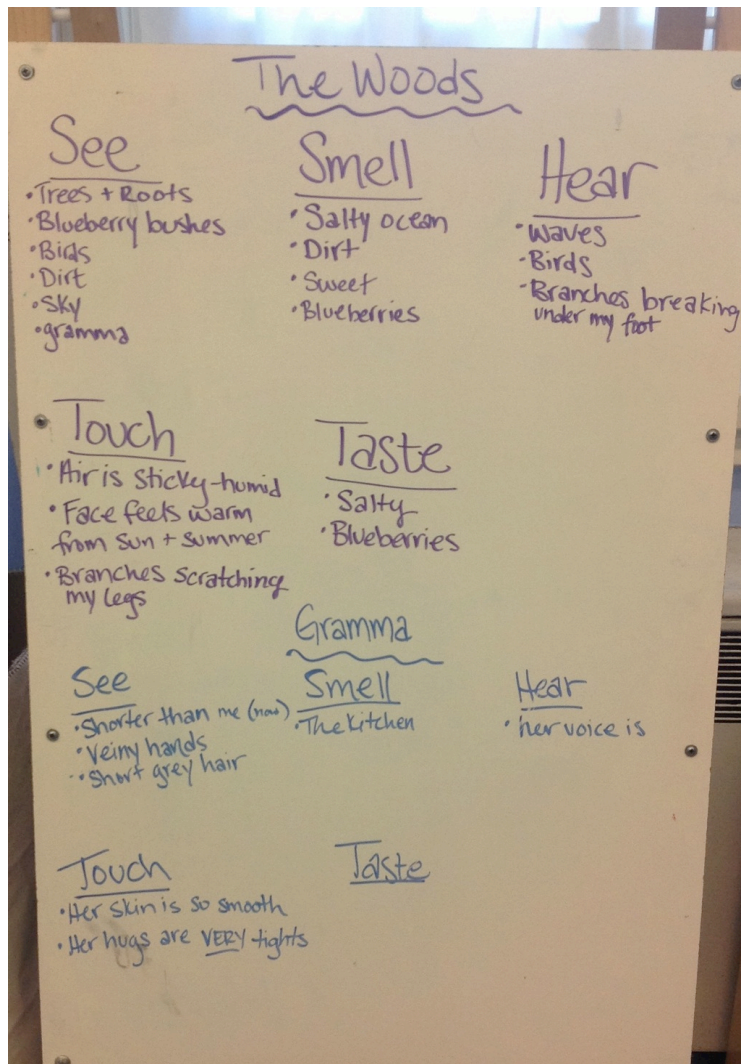 The Woods
See
• Trees + Roots
• Blueberry bushes
• Birds
• Dirt
• Sky
• gramma
Smell
• Salty ocean
• Dirt
• Sweet
• Blueberries
Hear
• Waves
• Birds
• Branches breaking
under my foot
Touch
• Air is sticky-humid
• Face feels warm
from sun + summer
• Branches scratching
my legs
Taste
• Salty
• Blueberries
Gramma
See
• Shorter than me (now)
• Veiny hands
• Short grey hair
Smell
• The Kitchen
Hear
• her voice is
Touch
• Her skin is so smooth
• Her hugs are VERY tights
Taste